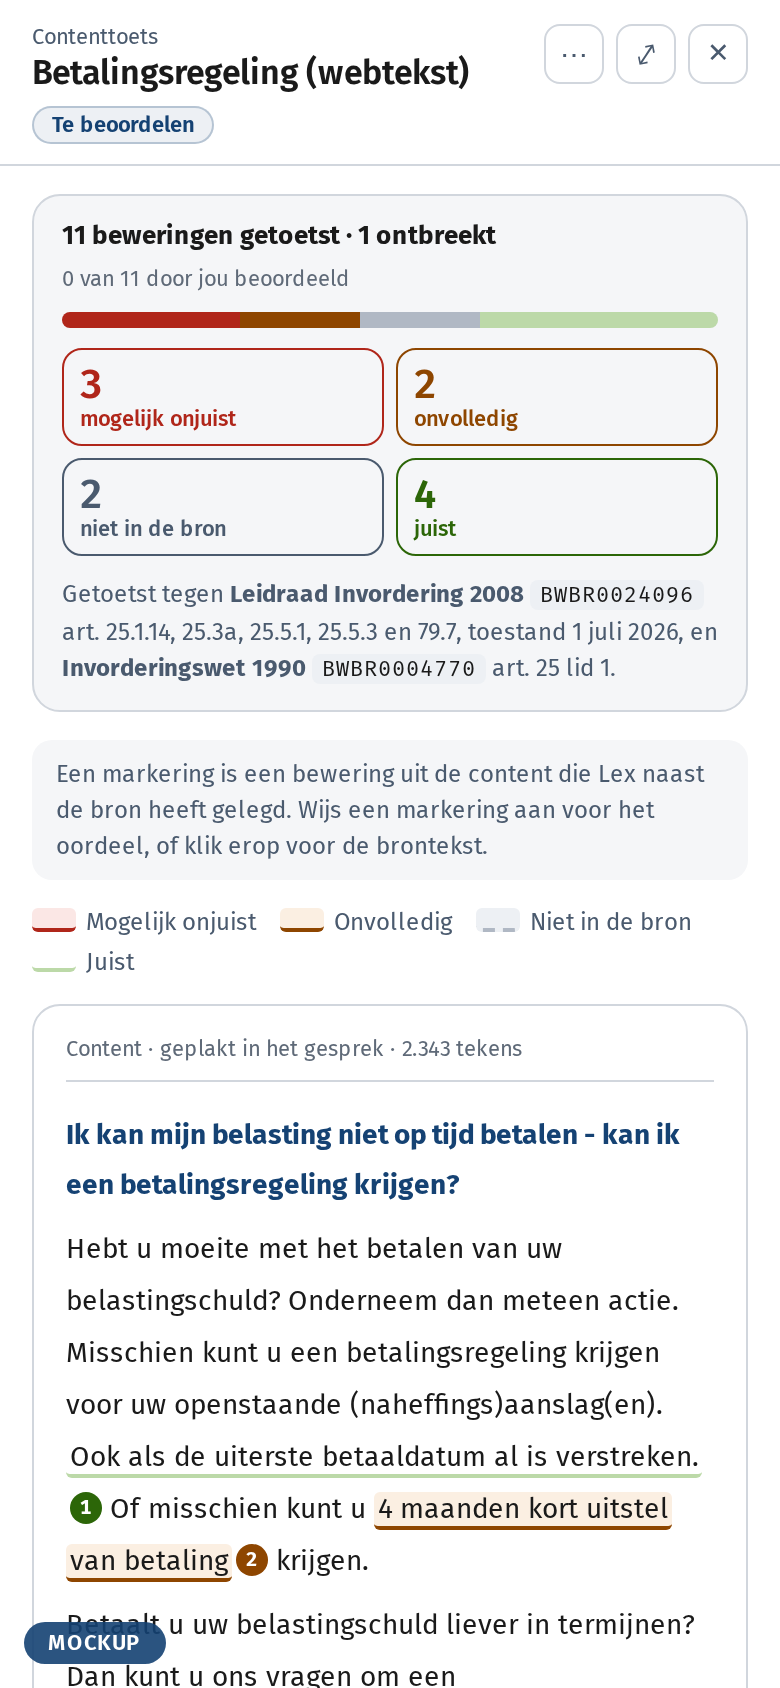 Contenttoets
Betalingsregeling (webtekst)
Te beoordelen
11 beweringen getoetst · 1 ontbreekt
0 van 11 door jou beoordeeld
3
mogelijk onjuist
2
onvolledig
2
niet in de bron
4
juist
Getoetst tegen Leidraad Invordering 2008 BWBR0024096
art. 25.1.14, 25.3a, 25.5.1, 25.5.3 en 79.7, toestand 1 juli 2026, en
Invorderingswet 1990 BWBR0004770 art. 25 lid 1.
Een markering is een bewering uit de content die Lex naast
de bron heeft gelegd. Wijs een markering aan voor het
oordeel, of klik erop voor de brontekst.
Mogelijk onjuist Onvolledig Niet in de bron
Juist
Content · geplakt in het gesprek · 2.343 tekens
Ik kan mijn belasting niet op tijd betalen - kan ik
een betalingsregeling krijgen?
Hebt u moeite met het betalen van uw
belastingschuld? Onderneem dan meteen actie.
Misschien kunt u een betalingsregeling krijgen
voor uw openstaande (naheffings)aanslag(en).
Ook als de uiterste betaaldatum al is verstreken.
1 Of misschien kunt u 4 maanden kort uitstel
van betaling 2 krijgen.
Betaalt u uw belastingschuld liever in termijnen?
MOCKUP
Dan kunt u ons vragen om een